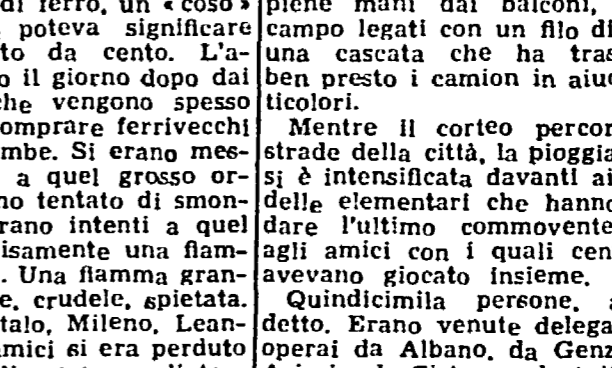 di ferro, un « coso »
poteva significare
to da cento. L'a-
o il giorno dopo dai
che vengono spesso
omprare ferrivecchi
mbe. Si erano mes-
a quel grosso or-
no tentato di smon-
rano intenti a quel
isamente una fiam-
. Una fiamma gran-
e, crudele, spietata.
talo, Mileno, Lean-
amici si era perduto
piene mani dai balconi,
campo legati con un filo di
una cascata che ha tras
ben presto i camion in aiuo
ticolori.
Mentre il corteo percor
strade della città, la pioggia
si è intensificata davanti ai
delle elementari che hanno
dare l'ultimo commovente
agli amici con i quali cen
avevano giocato insieme.
Quindicimila persone, a
detto. Erano venute delega
operai da Albano, da Genz